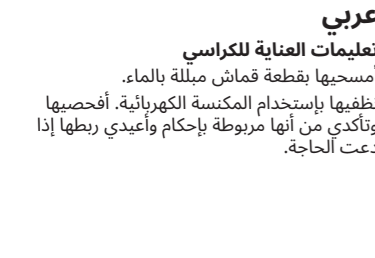 عربي
تعليمات العناية للكراسي
أمسحيها بقطعة قماش مبللة بالماء.
نظفيها بإستخدام المكنسة الكهربائية. أفحصيها
وتأكدي من أنها مربوطة بإحكام وأعيدي ربطها إذا
دعت الحاجة.